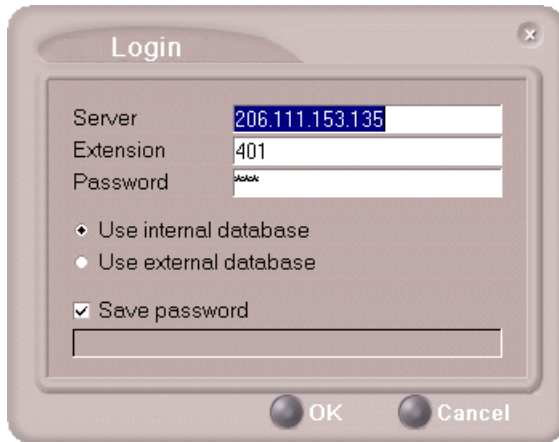 Login
Server 206.111.153.135
Extension 401
Password ****
Use internal database
Use external database
Save password
OK Cancel